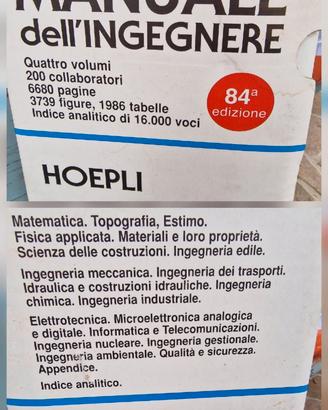 MANUALE
dell'INGEGNERE
Quattro volumi
200 collaboratori
6680 pagine
3739 figure, 1986 tabelle
Indice analitico di 16.000 voci
84ª
edizione
HOEPLI
Matematica. Topografia, Estimo.
Fisica applicata. Materiali e loro proprietà.
Scienza delle costruzioni. Ingegneria edile.
Ingegneria meccanica. Ingegneria dei trasporti.
Idraulica e costruzioni idrauliche. Ingegneria
chimica. Ingegneria industriale.
Elettrotecnica. Microelettronica analogica
e digitale. Informatica e Telecomunicazioni.
Ingegneria nucleare. Ingegneria gestionale.
Ingegneria ambientale. Qualità e sicurezza.
Appendice.
Indice analitico.